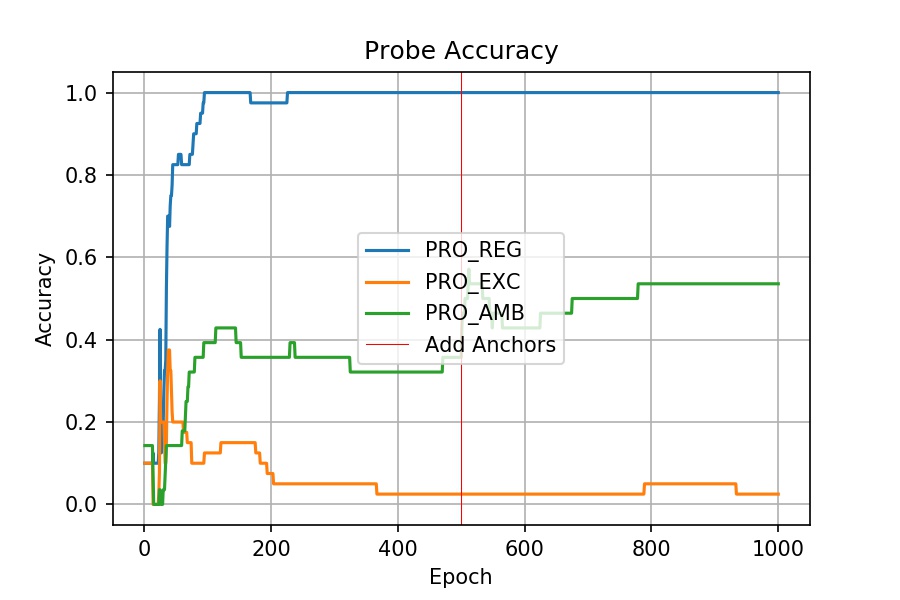 Probe Accuracy
1.0
0.8
0.6
0.4
0.2
0.0
Accuracy
PRO_REG
PRO_EXC
PRO_AMB
Add Anchors
0 200 400 600 800 1000
Epoch